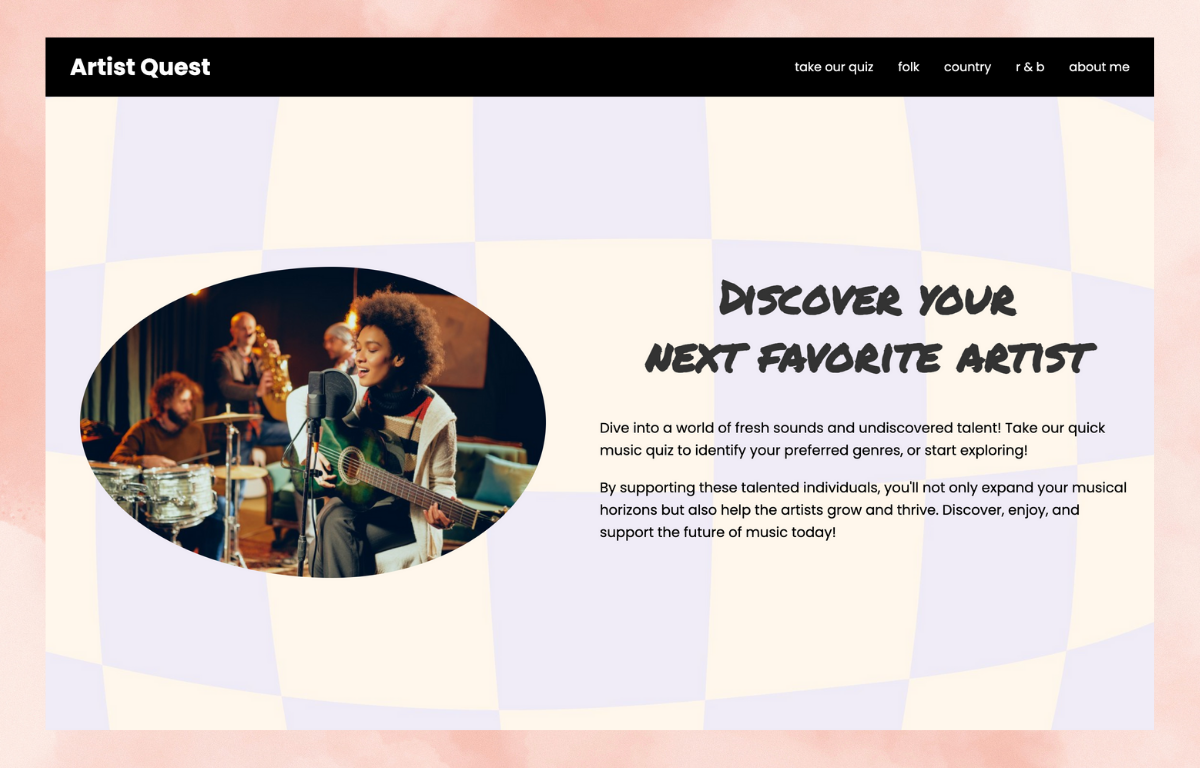 Artist Quest
take our quiz
folk
country
r & b
about me
Discover your
next favorite artist
Dive into a world of fresh sounds and undiscovered talent! Take our quick
music quiz to identify your preferred genres, or start exploring!
By supporting these talented individuals, you'll not only expand your musical
horizons but also help the artists grow and thrive. Discover, enjoy, and
support the future of music today!